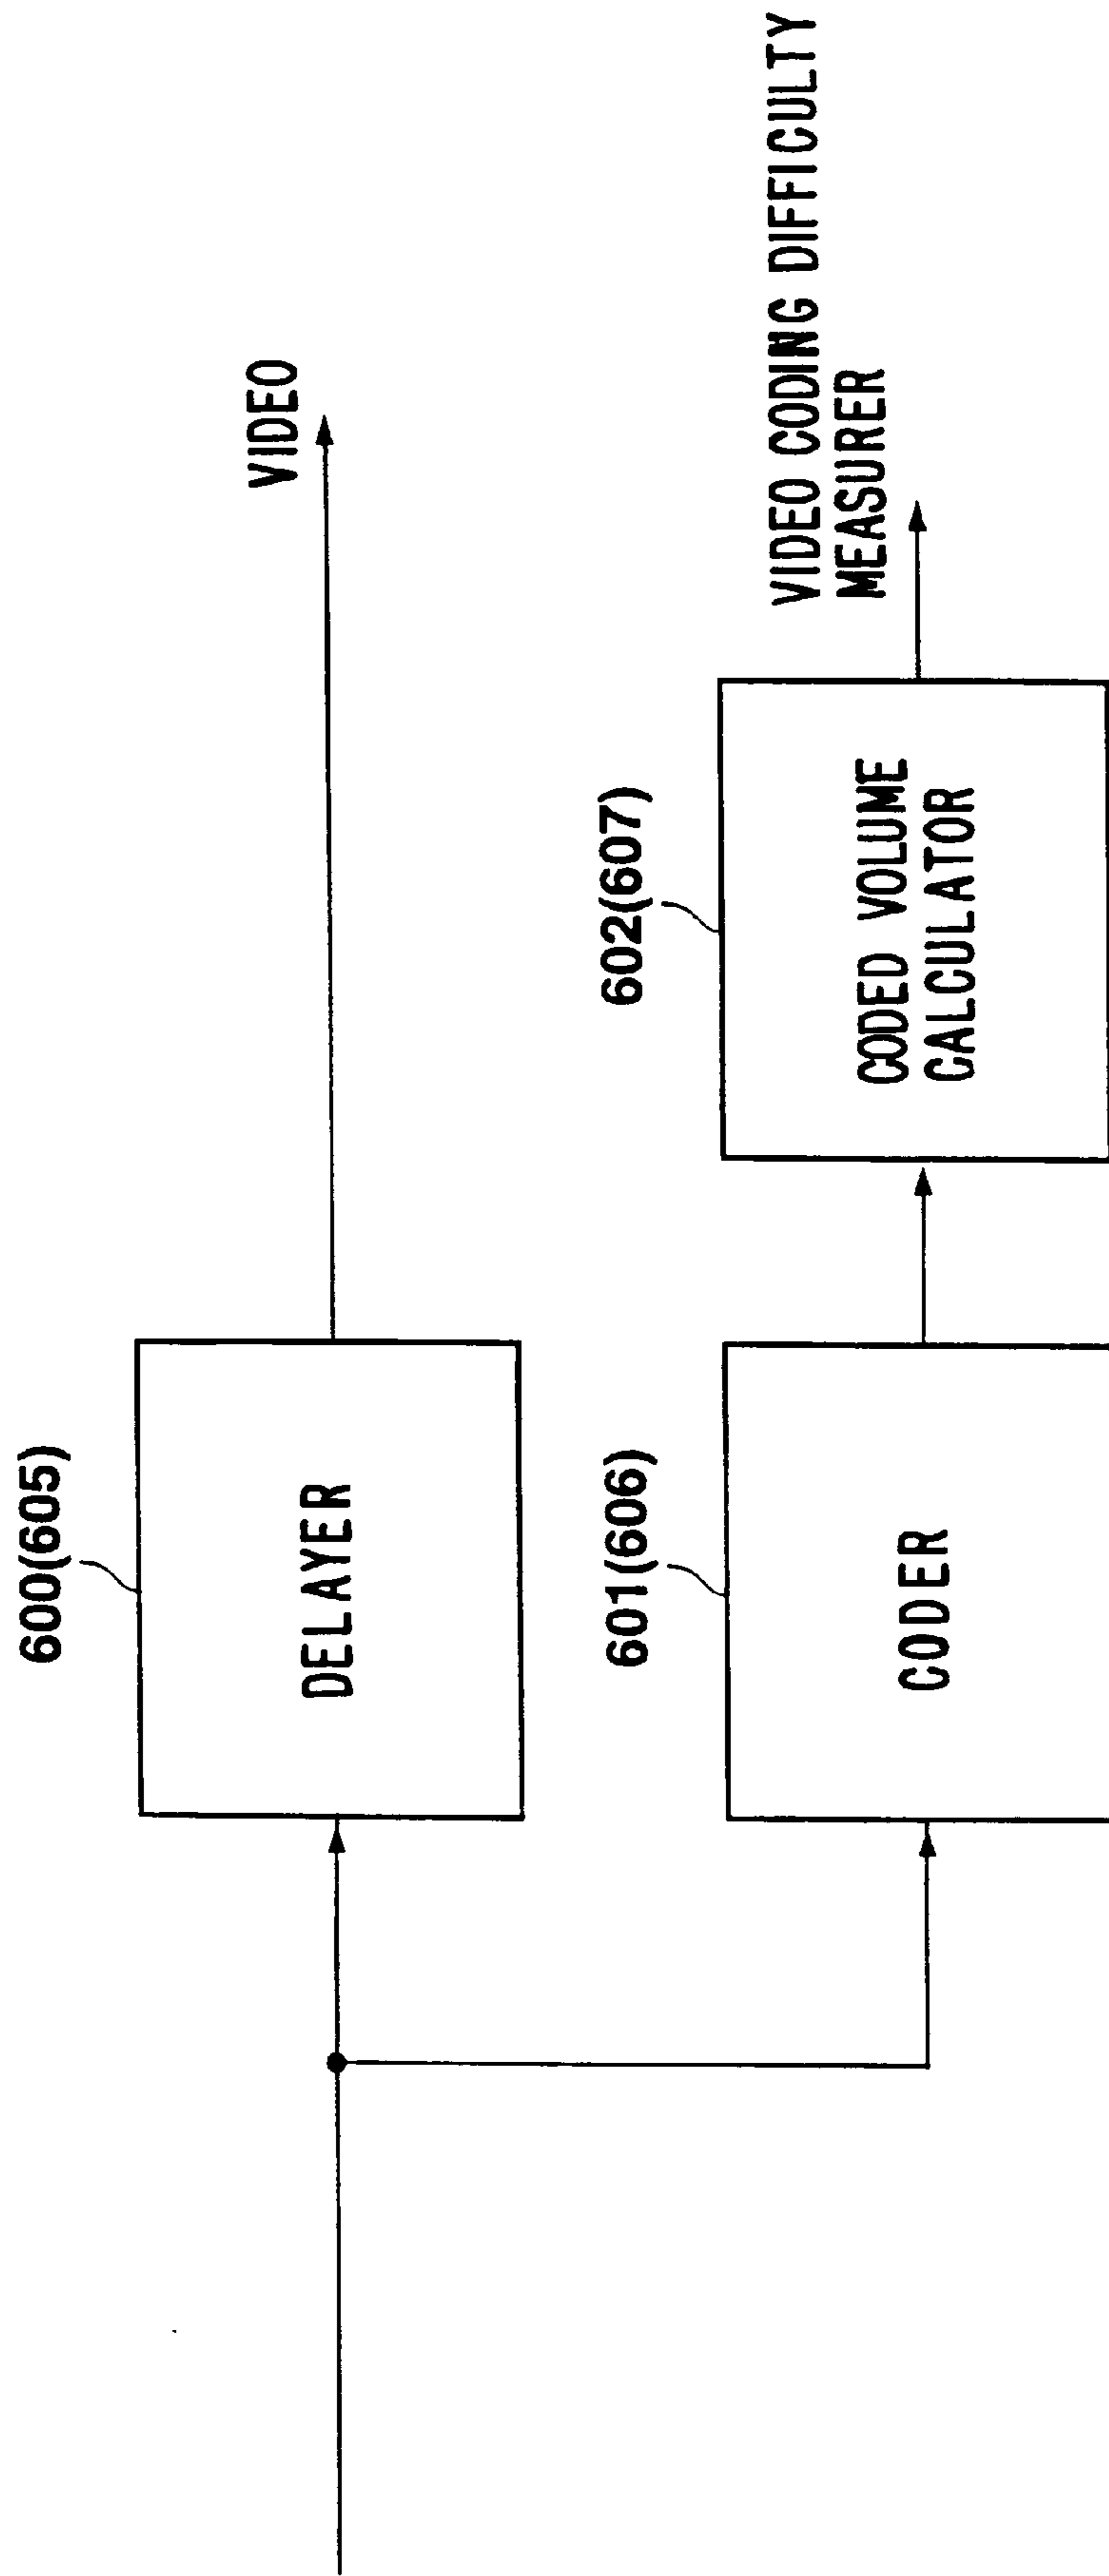 600(605)
DELAYER
VIDEO
601(606)
CODER
602(607)
CODED VOLUME
CALCULATOR
VIDEO CODING DIFFICULTY
MEASURER